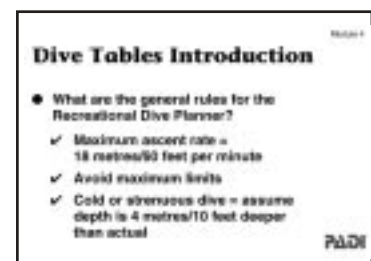 Dive Tables Introduction
● What are the general rules for the
Recreational Dive Planner?
✓ Maximum ascent rate =
18 metres/60 feet per minute
✓ Avoid maximum limits
✓ Cold or strenuous dive = assume
depth is 4 metres/10 feet deeper
than actual
PADI